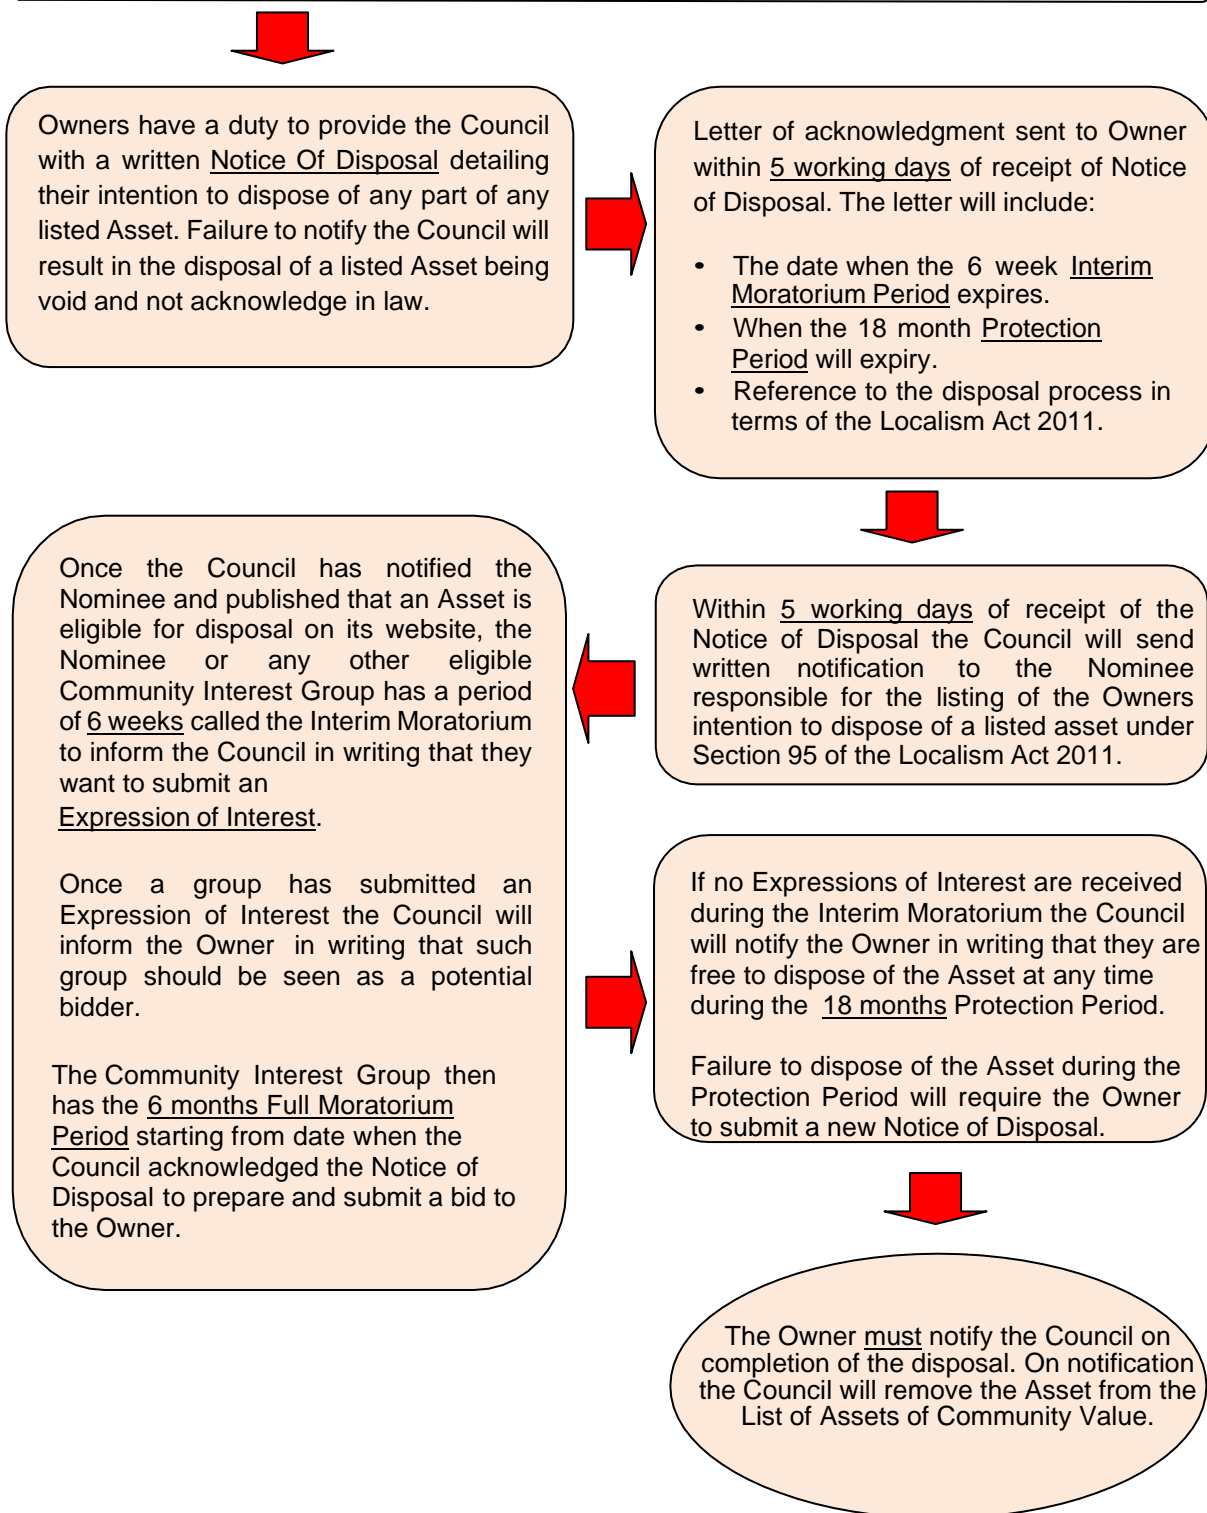 Owners have a duty to provide the Council
with a written Notice Of Disposal detailing
their intention to dispose of any part of any
listed Asset. Failure to notify the Council will
result in the disposal of a listed Asset being
void and not acknowledge in law.
Letter of acknowledgment sent to Owner
within 5 working days of receipt of Notice
of Disposal. The letter will include:
• The date when the 6 week Interim
Moratorium Period expires.
• When the 18 month Protection
Period will expiry.
• Reference to the disposal process in
terms of the Localism Act 2011.
Within 5 working days of receipt of the
Notice of Disposal the Council will send
written notification to the Nominee
responsible for the listing of the Owners
intention to dispose of a listed asset under
Section 95 of the Localism Act 2011.
Once the Council has notified the
Nominee and published that an Asset is
eligible for disposal on its website, the
Nominee or any other eligible
Community Interest Group has a period
of 6 weeks called the Interim Moratorium
to inform the Council in writing that they
want to submit an
Expression of Interest.
Once a group has submitted an
Expression of Interest the Council will
inform the Owner in writing that such
group should be seen as a potential
bidder.
The Community Interest Group then
has the 6 months Full Moratorium
Period starting from date when the
Council acknowledged the Notice of
Disposal to prepare and submit a bid to
the Owner.
If no Expressions of Interest are received
during the Interim Moratorium the Council
will notify the Owner in writing that they are
free to dispose of the Asset at any time
during the 18 months Protection Period.
Failure to dispose of the Asset during the
Protection Period will require the Owner
to submit a new Notice of Disposal.
The Owner must notify the Council on
completion of the disposal. On notification
the Council will remove the Asset from the
List of Assets of Community Value.